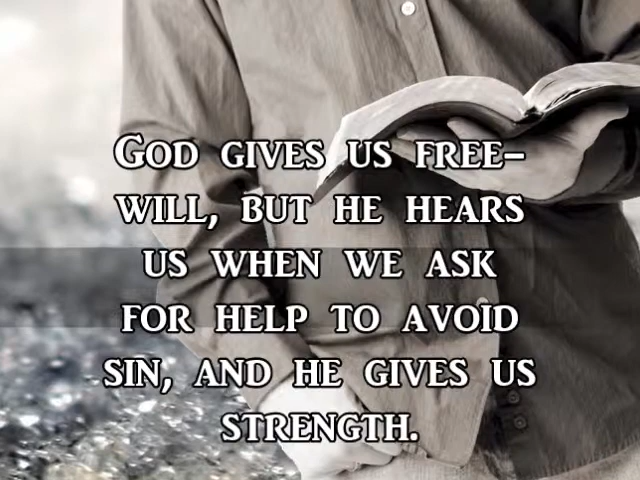 God gives us free-
will, but he hears
us when we ask
for help to avoid
sin, and he gives us
strength.